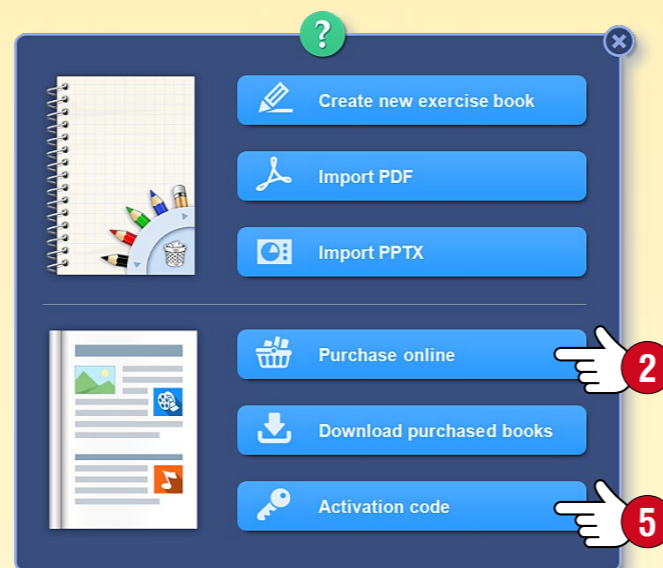 ?
Create new exercise book
Import PDF
Import PPTX
Purchase online
2
Download purchased books
Activation code
5